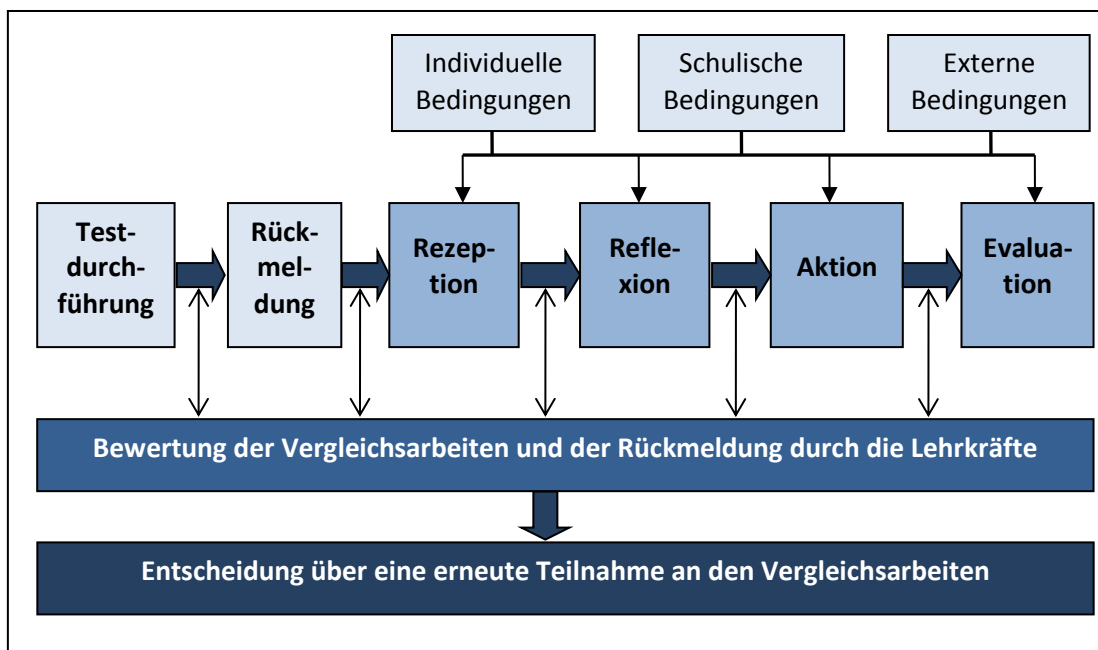 Individuelle
Bedingungen
Schulische
Bedingungen
Externe
Bedingungen
Test-
durch-
führung
Rück-
mel-
dung
Rezep-
tion
Refle-
xion
Aktion
Evalua-
tion
Bewertung der Vergleichsarbeiten und der Rückmeldung durch die Lehrkräfte
Entscheidung über eine erneute Teilnahme an den Vergleichsarbeiten